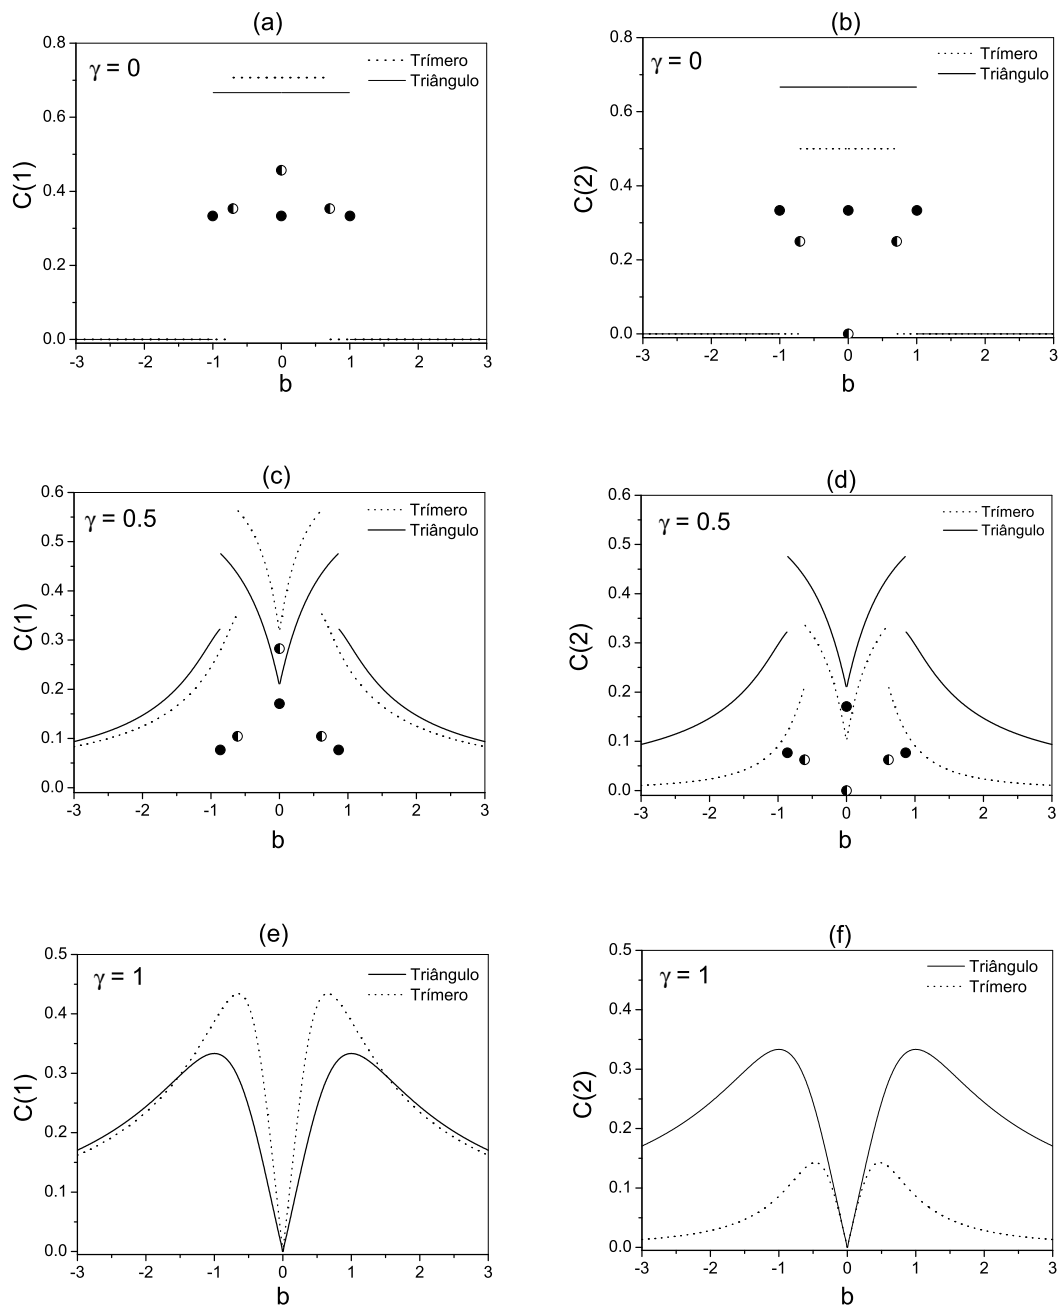 (a)
γ = 0
Trímero
Triângulo
0.8
0.6
0.4
0.2
0.0
C(1)
-3
-2
-1
0
1
2
3
b
(b)
γ = 0
Trímero
Triângulo
0.8
0.6
0.4
0.2
0.0
C(2)
-3
-2
-1
0
1
2
3
b
(c)
γ = 0.5
Trímero
Triângulo
0.6
0.5
0.4
0.3
0.2
0.1
0.0
C(1)
-3
-2
-1
0
1
2
3
b
(d)
γ = 0.5
Trímero
Triângulo
0.6
0.5
0.4
0.3
0.2
0.1
0.0
C(2)
-3
-2
-1
0
1
2
3
b
(e)
γ = 1
Triângulo
Trímero
0.5
0.4
0.3
0.2
0.1
0.0
C(1)
-3
-2
-1
0
1
2
3
b
(f)
γ = 1
Triângulo
Trímero
0.5
0.4
0.3
0.2
0.1
0.0
C(2)
-3
-2
-1
0
1
2
3
b